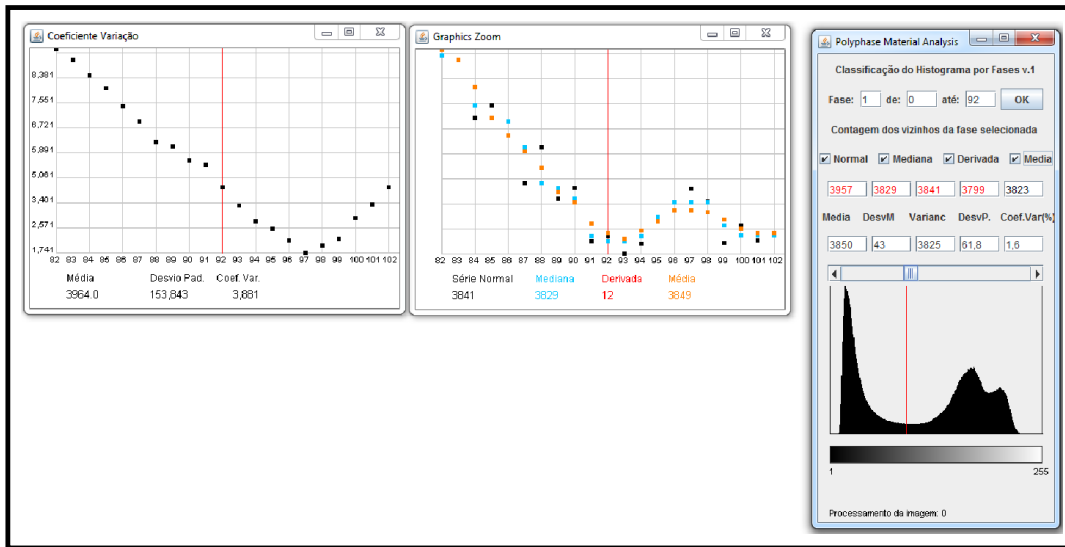 Coeficiente Variação
8,381
7,551
6,721
5,891
5,061
3,401
2,571
1,741
82 83 84 85 86 87 88 89 90 91 92 93 94 95 96 97 98 99 100 101 102
Média Desvio Pad. Coef. Var.
3964.0 153,843 3,881
Graphics Zoom
82 83 84 85 86 87 88 89 90 91 92 93 94 95 96 97 98 99 100 101 102
Série Normal Mediana Derivada Média
3841 3829 12 3849
Polyphase Material Analysis
Classificação do Histograma por Fases v.1
Fase: 1 de: 0 até: 92 OK
Contagem dos vizinhos da fase selecionada
Normal Mediana Derivada Media
3957 3829 3841 3799 3823
Media DesvM Varianc DesvP. Coef.Var(%)
3850 43 3825 61,8 1,6
1 255
Processamento da imagem: 0